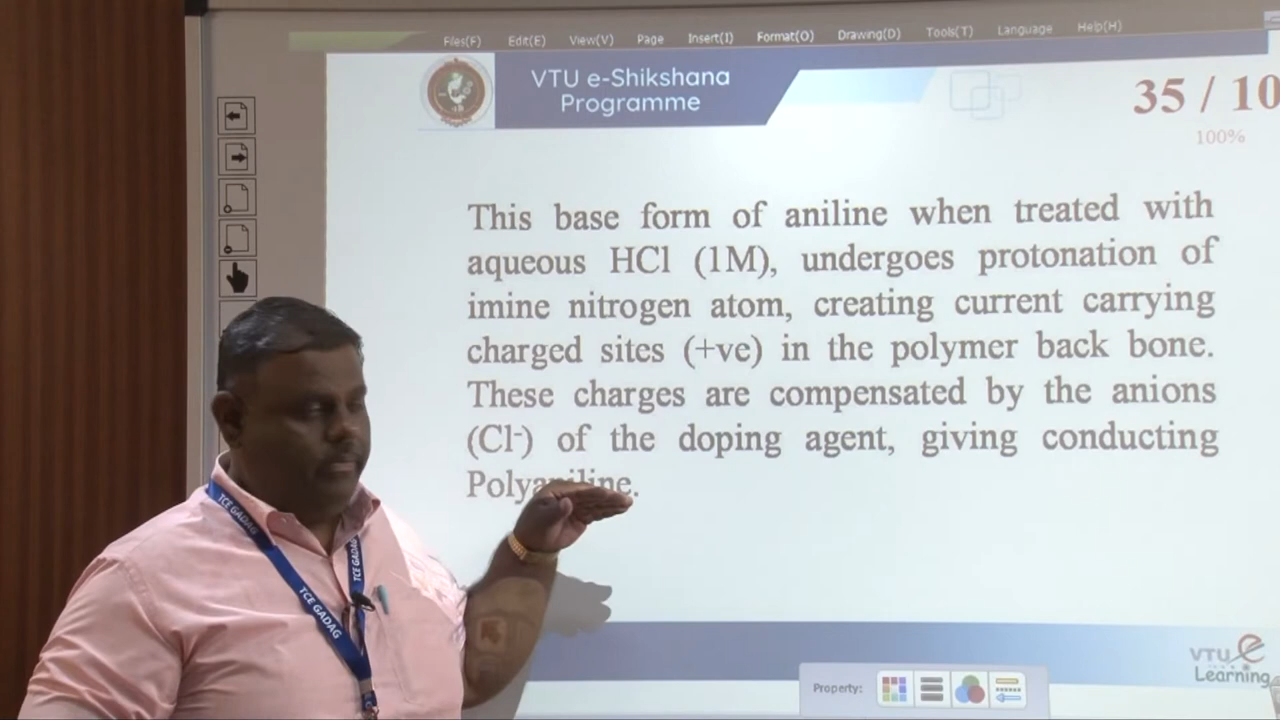 Files(F) Edit(E) View(V) Page Insert(I) Format(O) Drawing(D) Tools(T) Language Help(H)
VTU e-Shikshana
Programme
35 / 10
100%
This base form of aniline when treated with
aqueous HCl (1M), undergoes protonation of
imine nitrogen atom, creating current carrying
charged sites (+ve) in the polymer back bone.
These charges are compensated by the anions
(Cl⁻) of the doping agent, giving conducting
Polyaniline.
TCE GADAG
TCE GADAG
TCE GADAG
VTU e
Learning
Property: